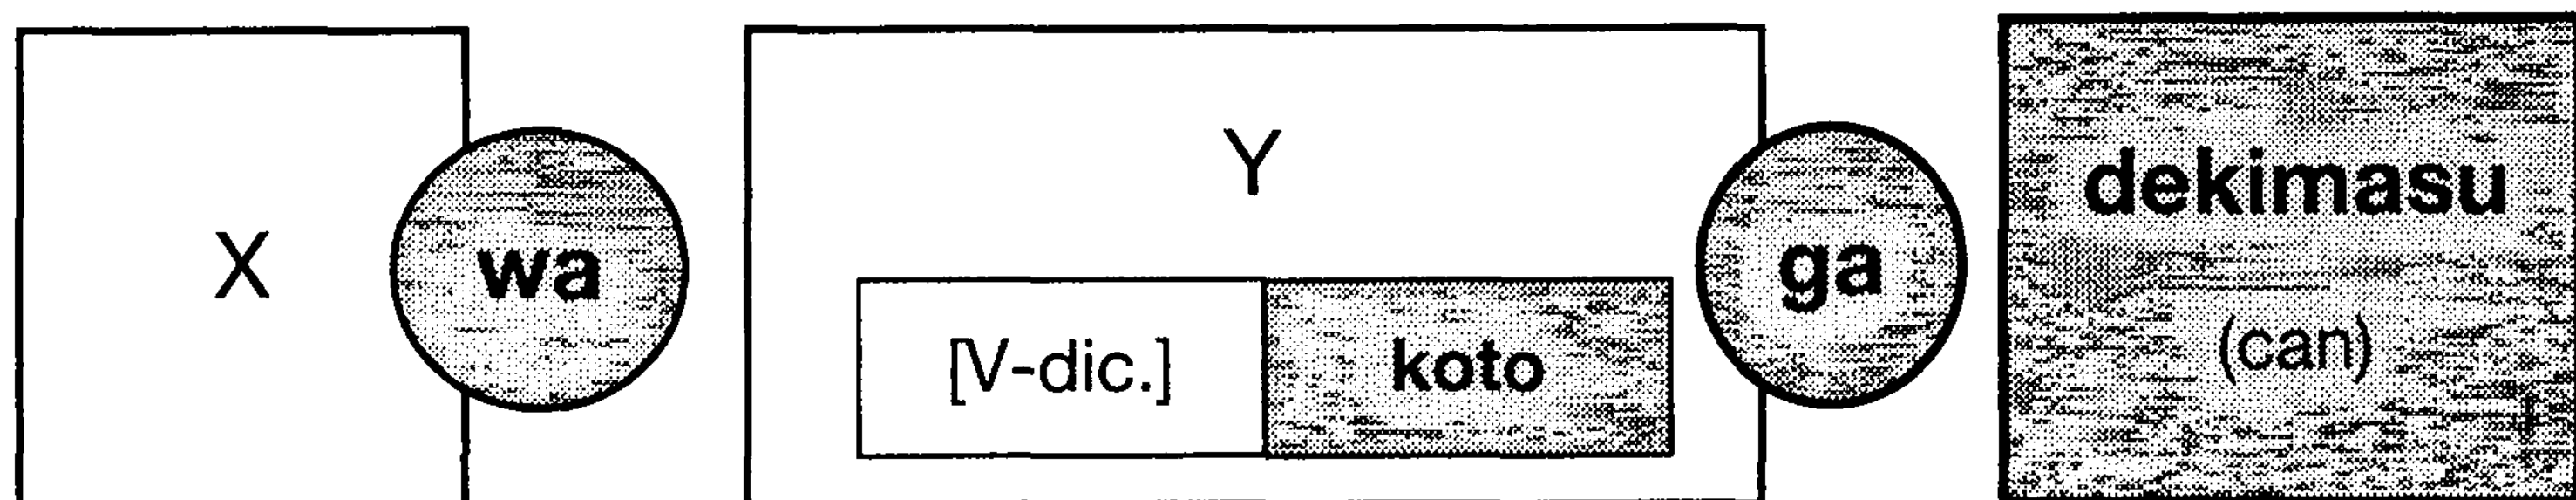 X
wa
Y
[V-dic.]
koto
ga
dekimasu
(can)